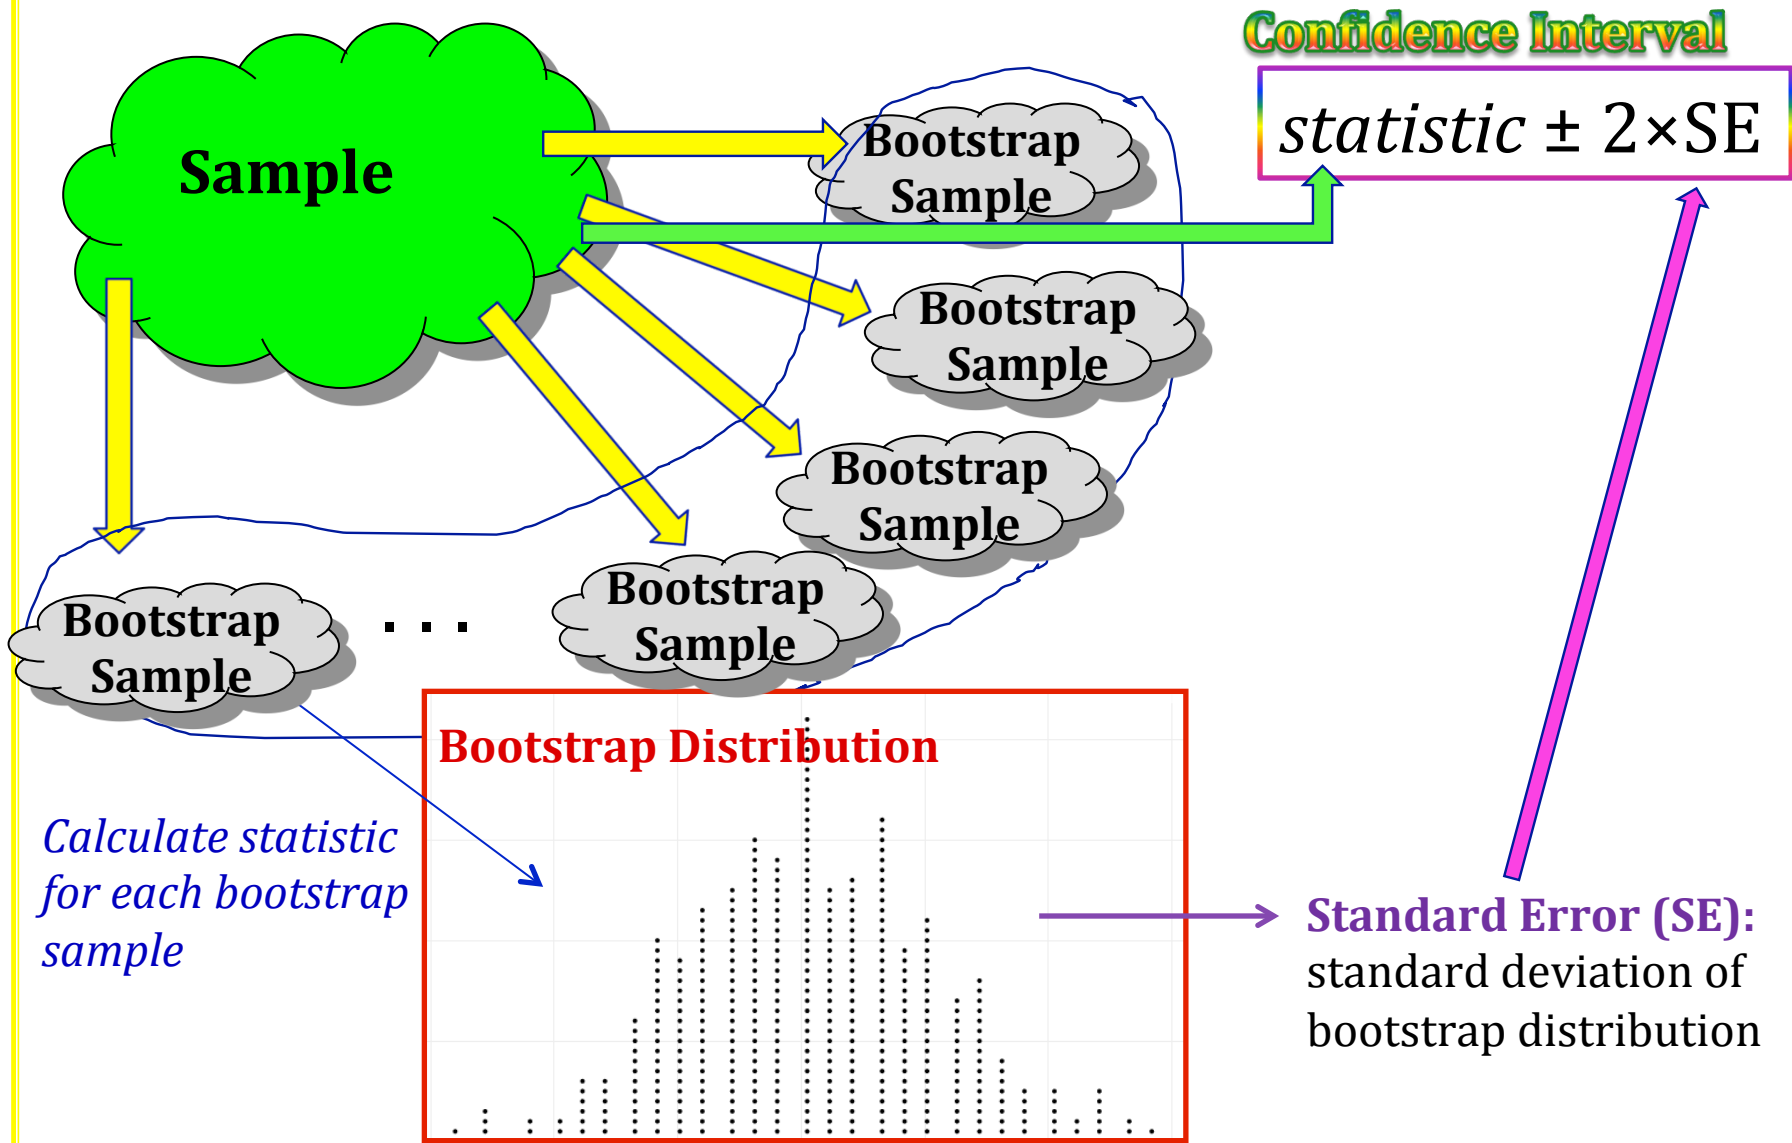 Confidence Interval
statistic ± 2×SE
Sample
Bootstrap
Sample
Bootstrap
Sample
Bootstrap
Sample
Bootstrap
Sample
. . .
Bootstrap
Sample
Bootstrap Distribution
Calculate statistic
for each bootstrap
sample
Standard Error (SE):
standard deviation of
bootstrap distribution